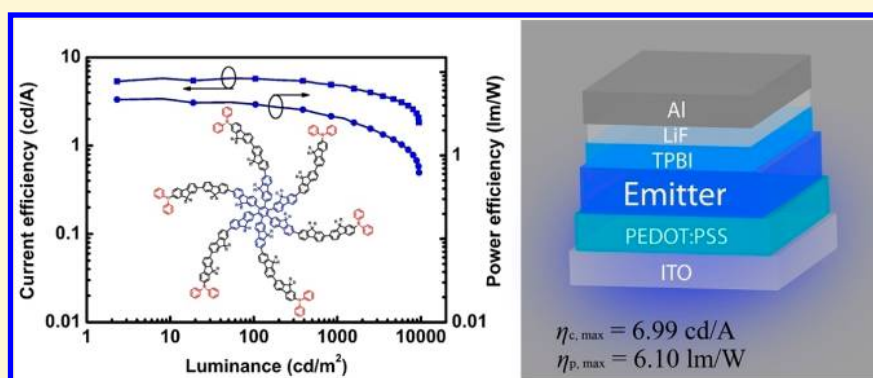 Current efficiency (cd/A)
10
1
0.1
0.01
1
10
100
1000
10000
Luminance (cd/m²)
1
0.01
Power efficiency (lm/W)
Al
LiF
TPBI
Emitter
PEDOT:PSS
ITO
ηc, max = 6.99 cd/A
ηp, max = 6.10 lm/W